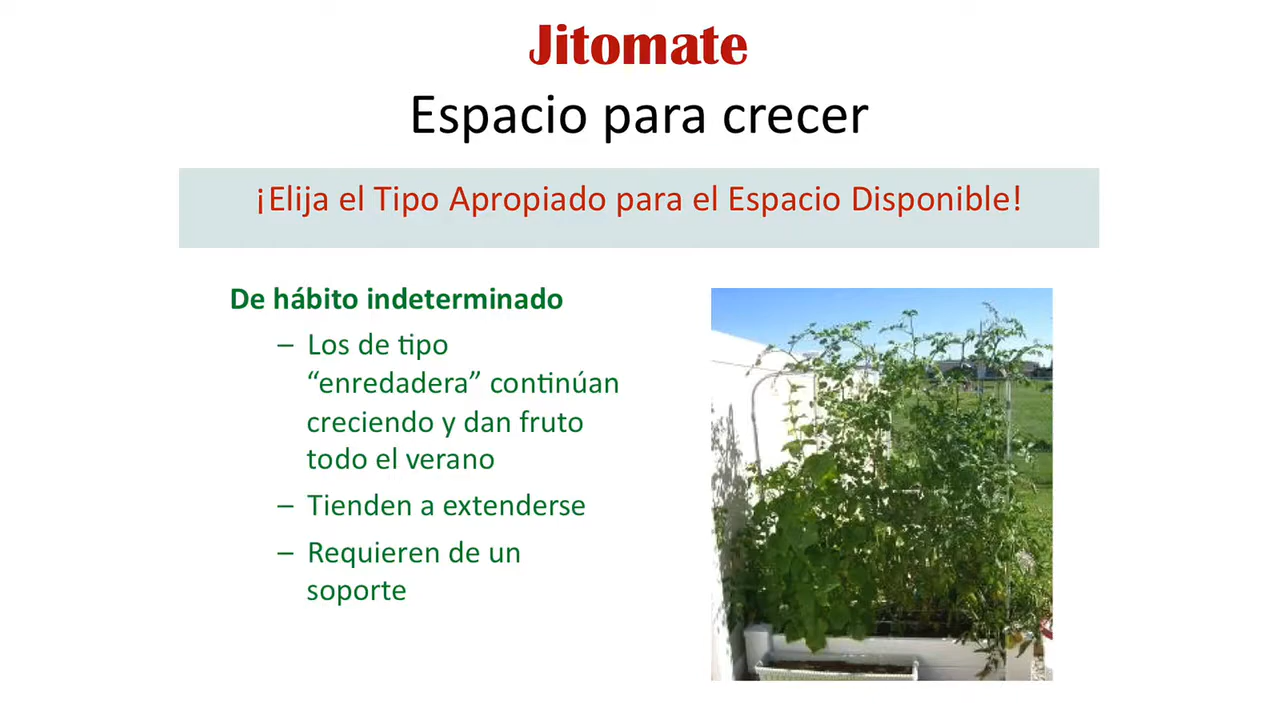 Jitomate
Espacio para crecer
¡Elija el Tipo Apropiado para el Espacio Disponible!
De hábito indeterminado
– Los de tipo
“enredadera” continúan
creciendo y dan fruto
todo el verano
– Tienden a extenderse
– Requieren de un
soporte